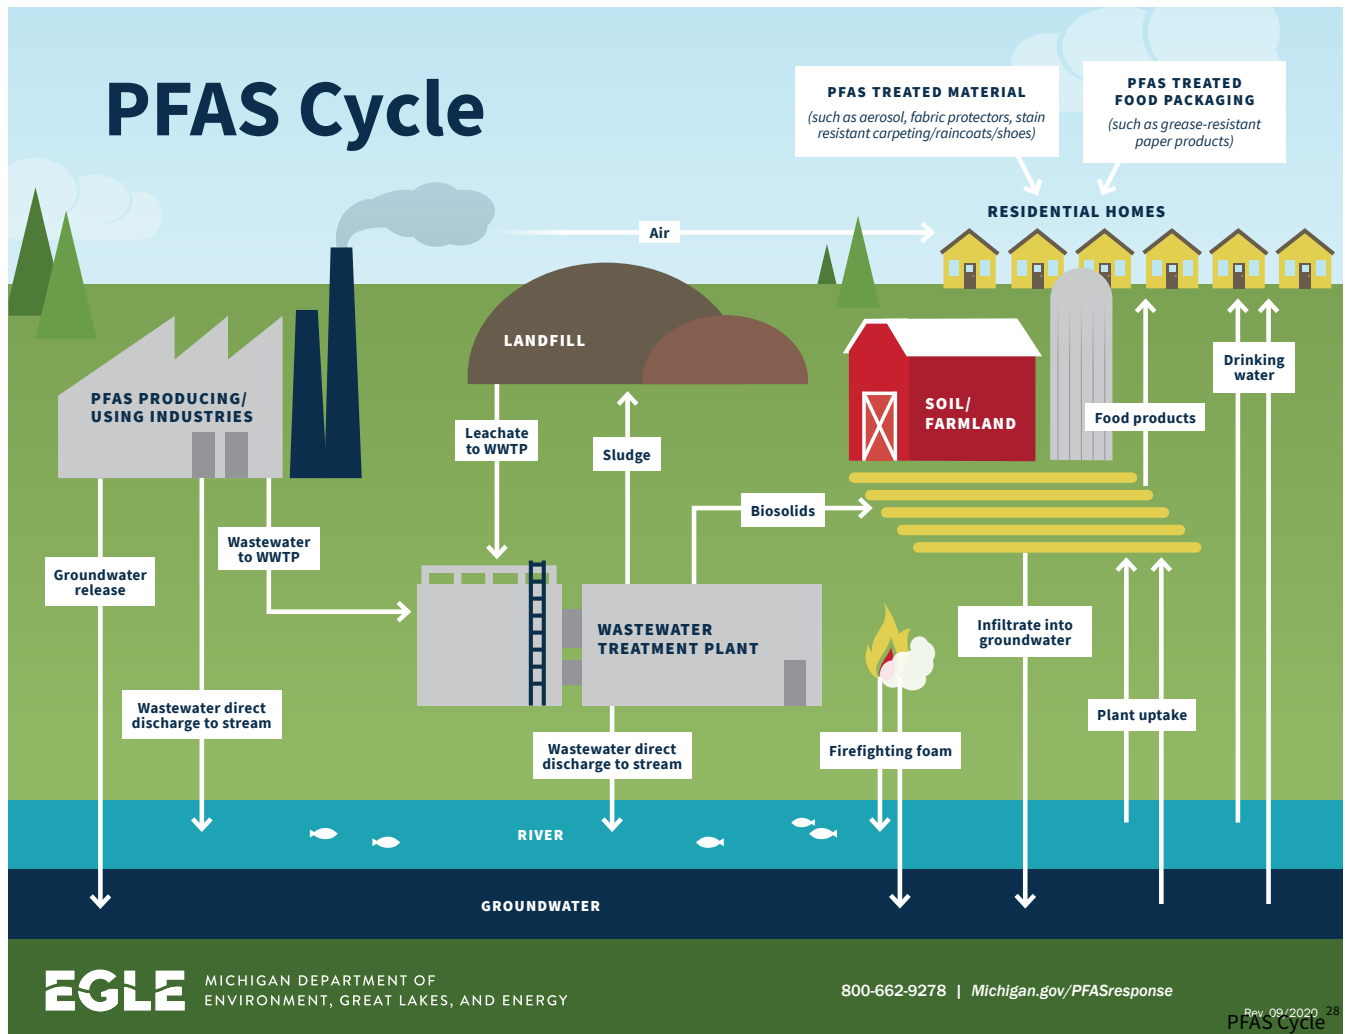 PFAS Cycle
PFAS TREATED MATERIAL
(such as aerosol, fabric protectors, stain
resistant carpeting/raincoats/shoes)
PFAS TREATED
FOOD PACKAGING
(such as grease-resistant
paper products)
RESIDENTIAL HOMES
Air
LANDFILL
PFAS PRODUCING/
USING INDUSTRIES
SOIL/
FARMLAND
Drinking
water
Food products
Leachate
to WWTP
Sludge
Biosolids
Wastewater
to WWTP
Groundwater
release
WASTEWATER
TREATMENT PLANT
Infiltrate into
groundwater
Wastewater direct
discharge to stream
Wastewater direct
discharge to stream
Firefighting foam
Plant uptake
RIVER
GROUNDWATER
EGLE
MICHIGAN DEPARTMENT OF
ENVIRONMENT, GREAT LAKES, AND ENERGY
800-662-9278 | Michigan.gov/PFASresponse
Rev. 09/2020
PFAS Cycle 28